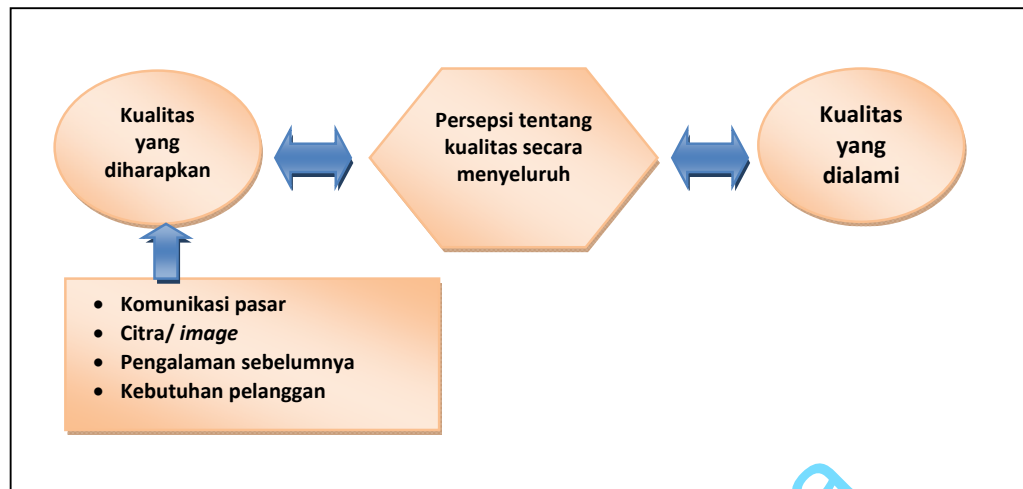 Kualitas
yang
diharapkan
Persepsi tentang
kualitas secara
menyeluruh
Kualitas
yang
dialami
• Komunikasi pasar
• Citra/ image
• Pengalaman sebelumnya
• Kebutuhan pelanggan